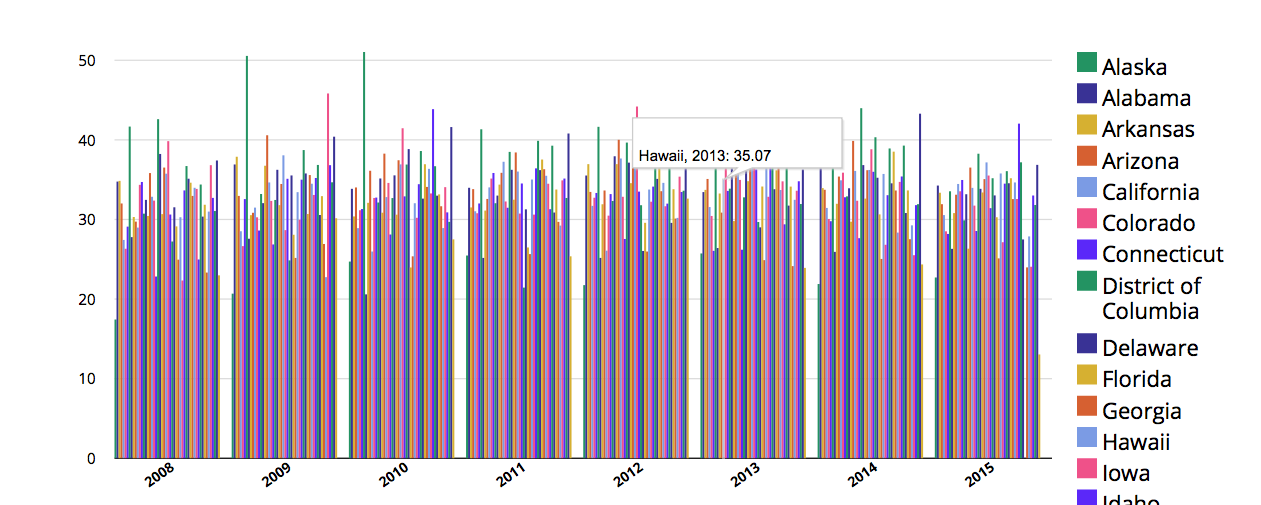 50
40
30
20
10
0
2008
2009
2010
2011
2012
2013
2014
2015
Hawaii, 2013: 35.07
Alaska
Alabama
Arkansas
Arizona
California
Colorado
Connecticut
District of
Columbia
Delaware
Florida
Georgia
Hawaii
Iowa
Idaho